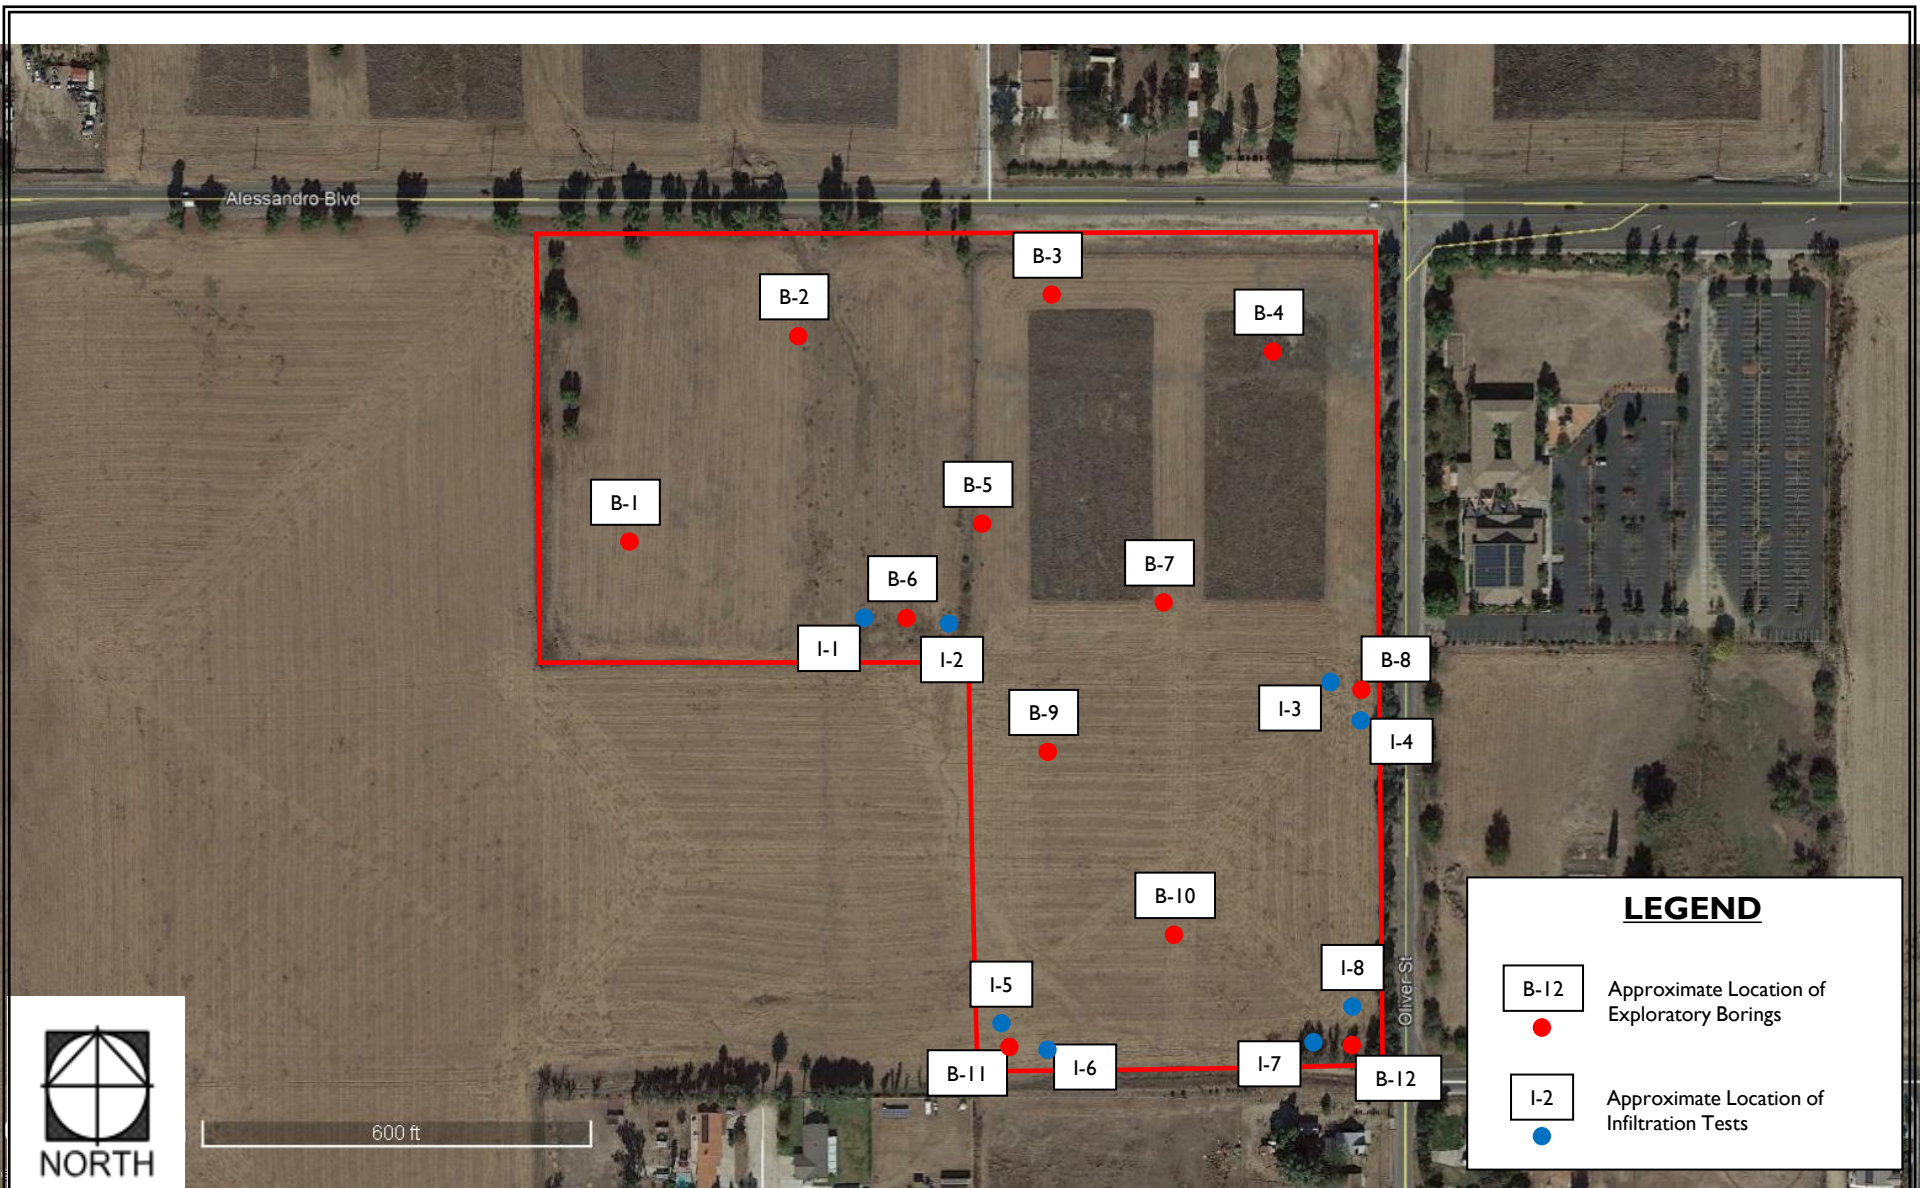 Alessandro Blvd
B-3
B-2
B-4
B-5
B-1
B-7
B-6
I-1
I-2
B-8
I-3
B-9
I-4
B-10
I-8
I-5
Oliver St
I-7
I-6
B-11
B-12
600 ft
NORTH
LEGEND
B-12
Approximate Location of
Exploratory Borings
I-2
Approximate Location of
Infiltration Tests